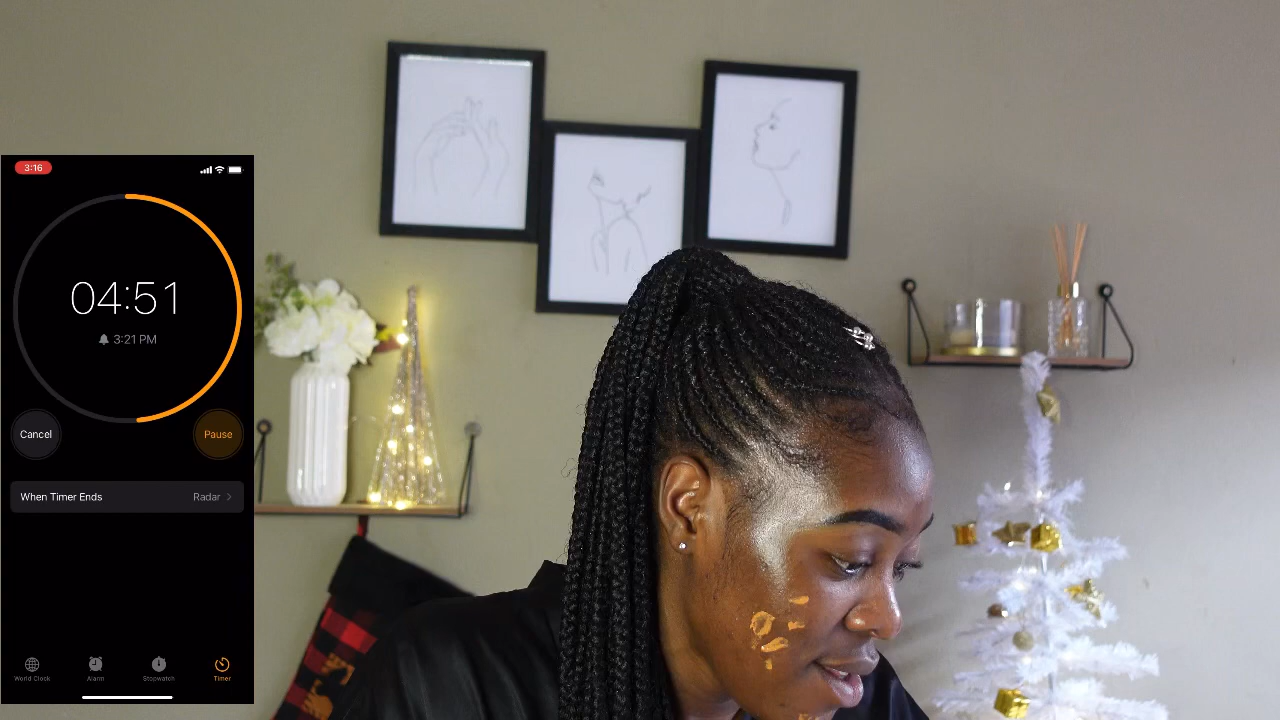 3:16
04:51
3:21 PM
Cancel
Pause
When Timer Ends
Radar
World Clock
Alarm
Stopwatch
Timer